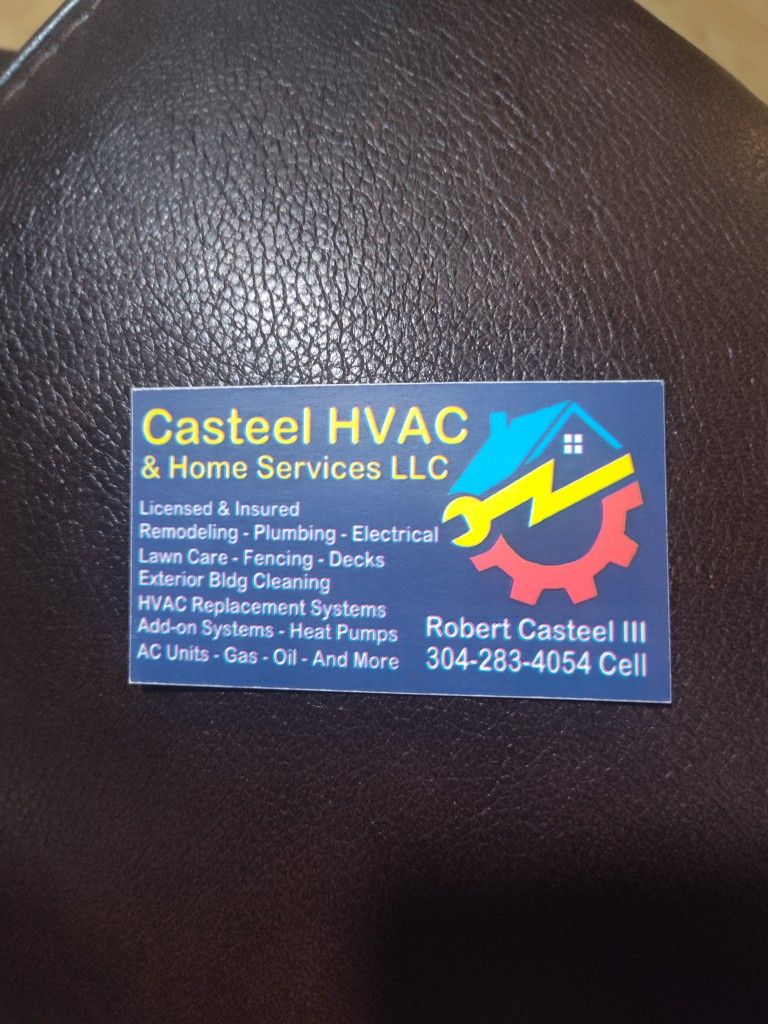 Casteel HVAC
& Home Services LLC
Licensed & Insured
Remodeling - Plumbing - Electrical
Lawn Care - Fencing - Decks
Exterior Bldg Cleaning
HVAC Replacement Systems
Add-on Systems - Heat Pumps
AC Units - Gas - Oil - And More
Robert Casteel III
304-283-4054 Cell